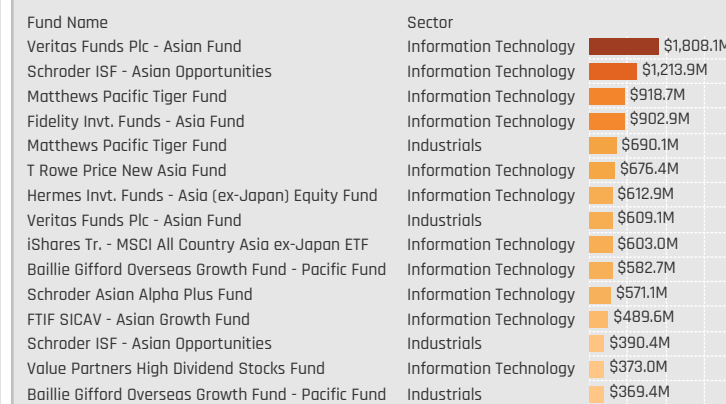 Fund Name Sector
Veritas Funds Plc - Asian Fund Information Technology $1,808.1M
Schroder ISF - Asian Opportunities Information Technology $1,213.9M
Matthews Pacific Tiger Fund Information Technology $918.7M
Fidelity Invt. Funds - Asia Fund Information Technology $902.9M
Matthews Pacific Tiger Fund Industrials $690.1M
T Rowe Price New Asia Fund Information Technology $676.4M
Hermes Invt. Funds - Asia (ex-Japan) Equity Fund Information Technology $612.9M
Veritas Funds Plc - Asian Fund Industrials $609.1M
iShares Tr. - MSCI All Country Asia ex-Japan ETF Information Technology $603.0M
Baillie Gifford Overseas Growth Fund - Pacific Fund Information Technology $582.7M
Schroder Asian Alpha Plus Fund Information Technology $571.1M
FTIF SICAV - Asian Growth Fund Information Technology $489.6M
Schroder ISF - Asian Opportunities Industrials $390.4M
Value Partners High Dividend Stocks Fund Information Technology $373.0M
Baillie Gifford Overseas Growth Fund - Pacific Fund Industrials $369.4M